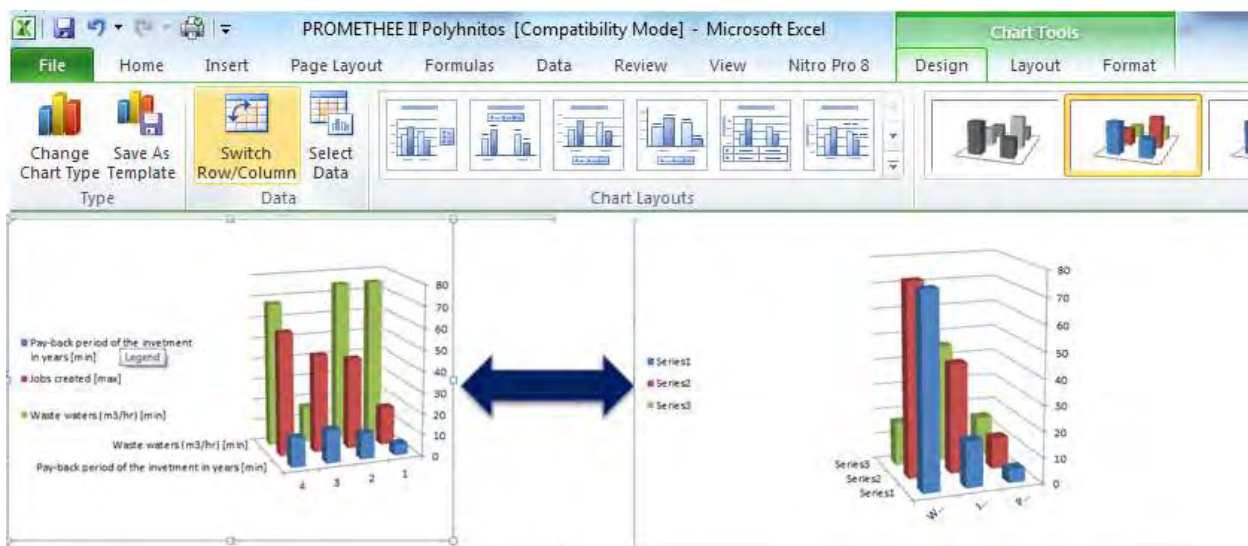 PROMETHEE II Polyhnitos [Compatibility Mode] - Microsoft Excel
Chart Tools
File Home Insert Page Layout Formulas Data Review View Nitro Pro 8 Design Layout Format
Change Chart Type
Save As Template
Switch Row/Column
Select Data
Type
Data
Chart Layouts
Pay-back period of the invetment
in years [min]
Legend
Jobs created [max]
Waste waters (m3/hr) [min]
Waste waters (m3/hr) [min]
Pay-back period of the invetment in years [min]
4 3 2 1
80
70
60
50
40
30
20
10
0
Series1
Series2
Series3
Series3
Series2
Series1
W...
J...
P...
80
70
60
50
40
30
20
10
0